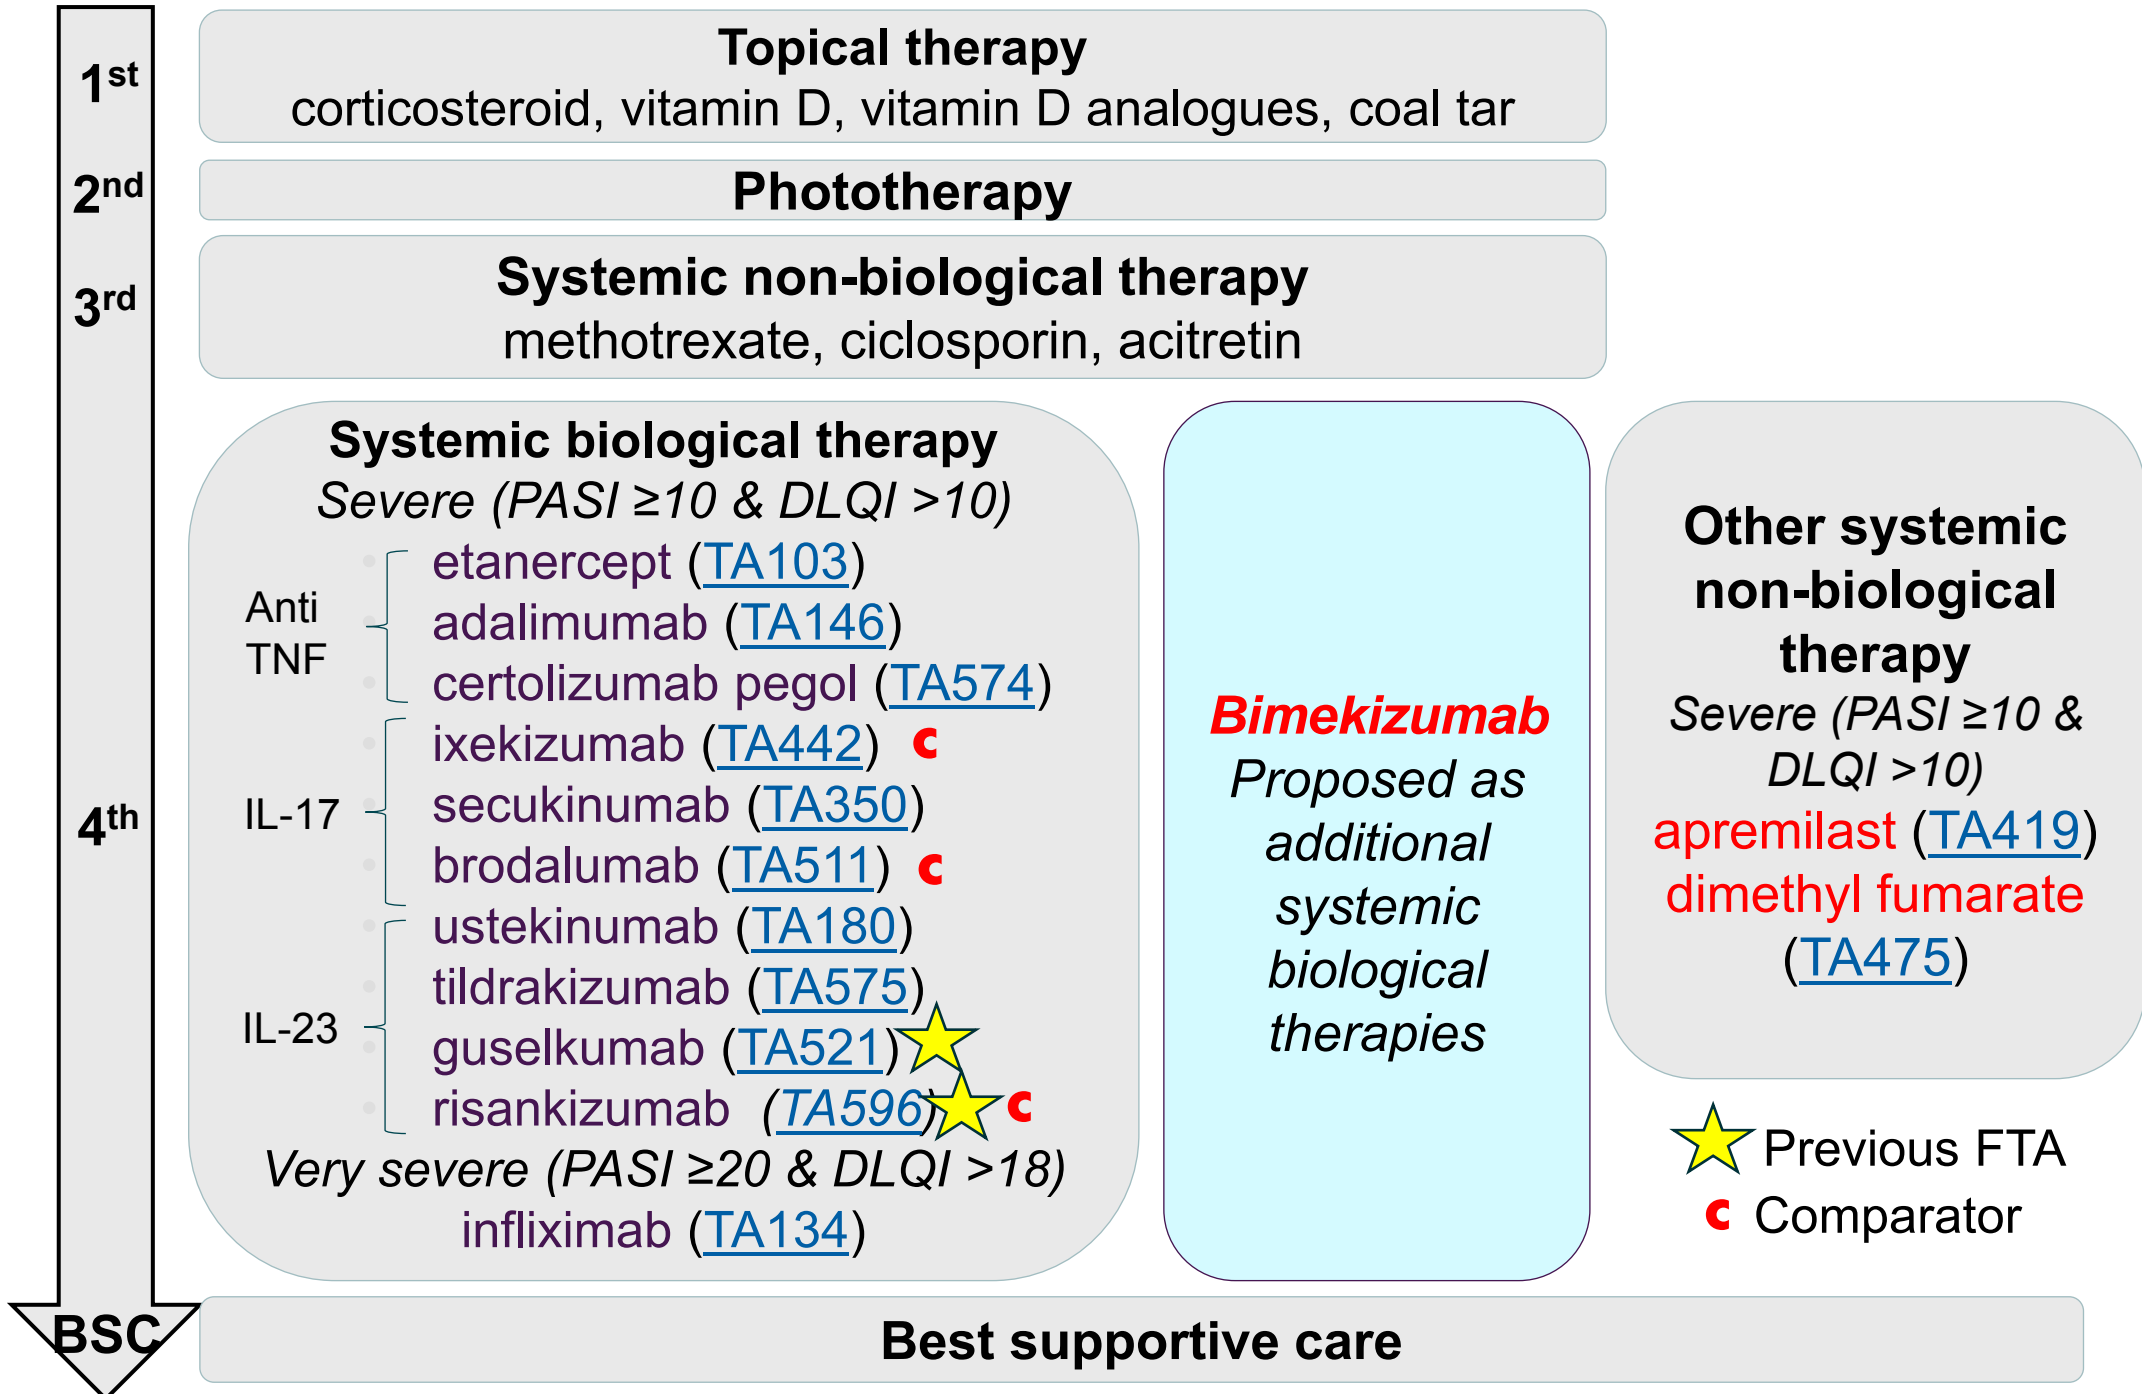 1st
Topical therapy
corticosteroid, vitamin D, vitamin D analogues, coal tar
2nd
Phototherapy
3rd
Systemic non-biological therapy
methotrexate, ciclosporin, acitretin
4th
Systemic biological therapy
Severe (PASI ≥10 & DLQI >10)
Anti
TNF
etanercept (TA103)
adalimumab (TA146)
certolizumab pegol (TA574)
IL-17
ixekizumab (TA442) c
secukinumab (TA350)
brodalumab (TA511) c
IL-23
ustekinumab (TA180)
tildrakizumab (TA575)
guselkumab (TA521)
risankizumab (TA596) c
Very severe (PASI ≥20 & DLQI >18)
infliximab (TA134)
Bimekizumab
Proposed as
additional
systemic
biological
therapies
Other systemic
non-biological
therapy
Severe (PASI ≥10 &
DLQI >10)
apremilast (TA419)
dimethyl fumarate
(TA475)
Previous FTA
c Comparator
BSC
Best supportive care